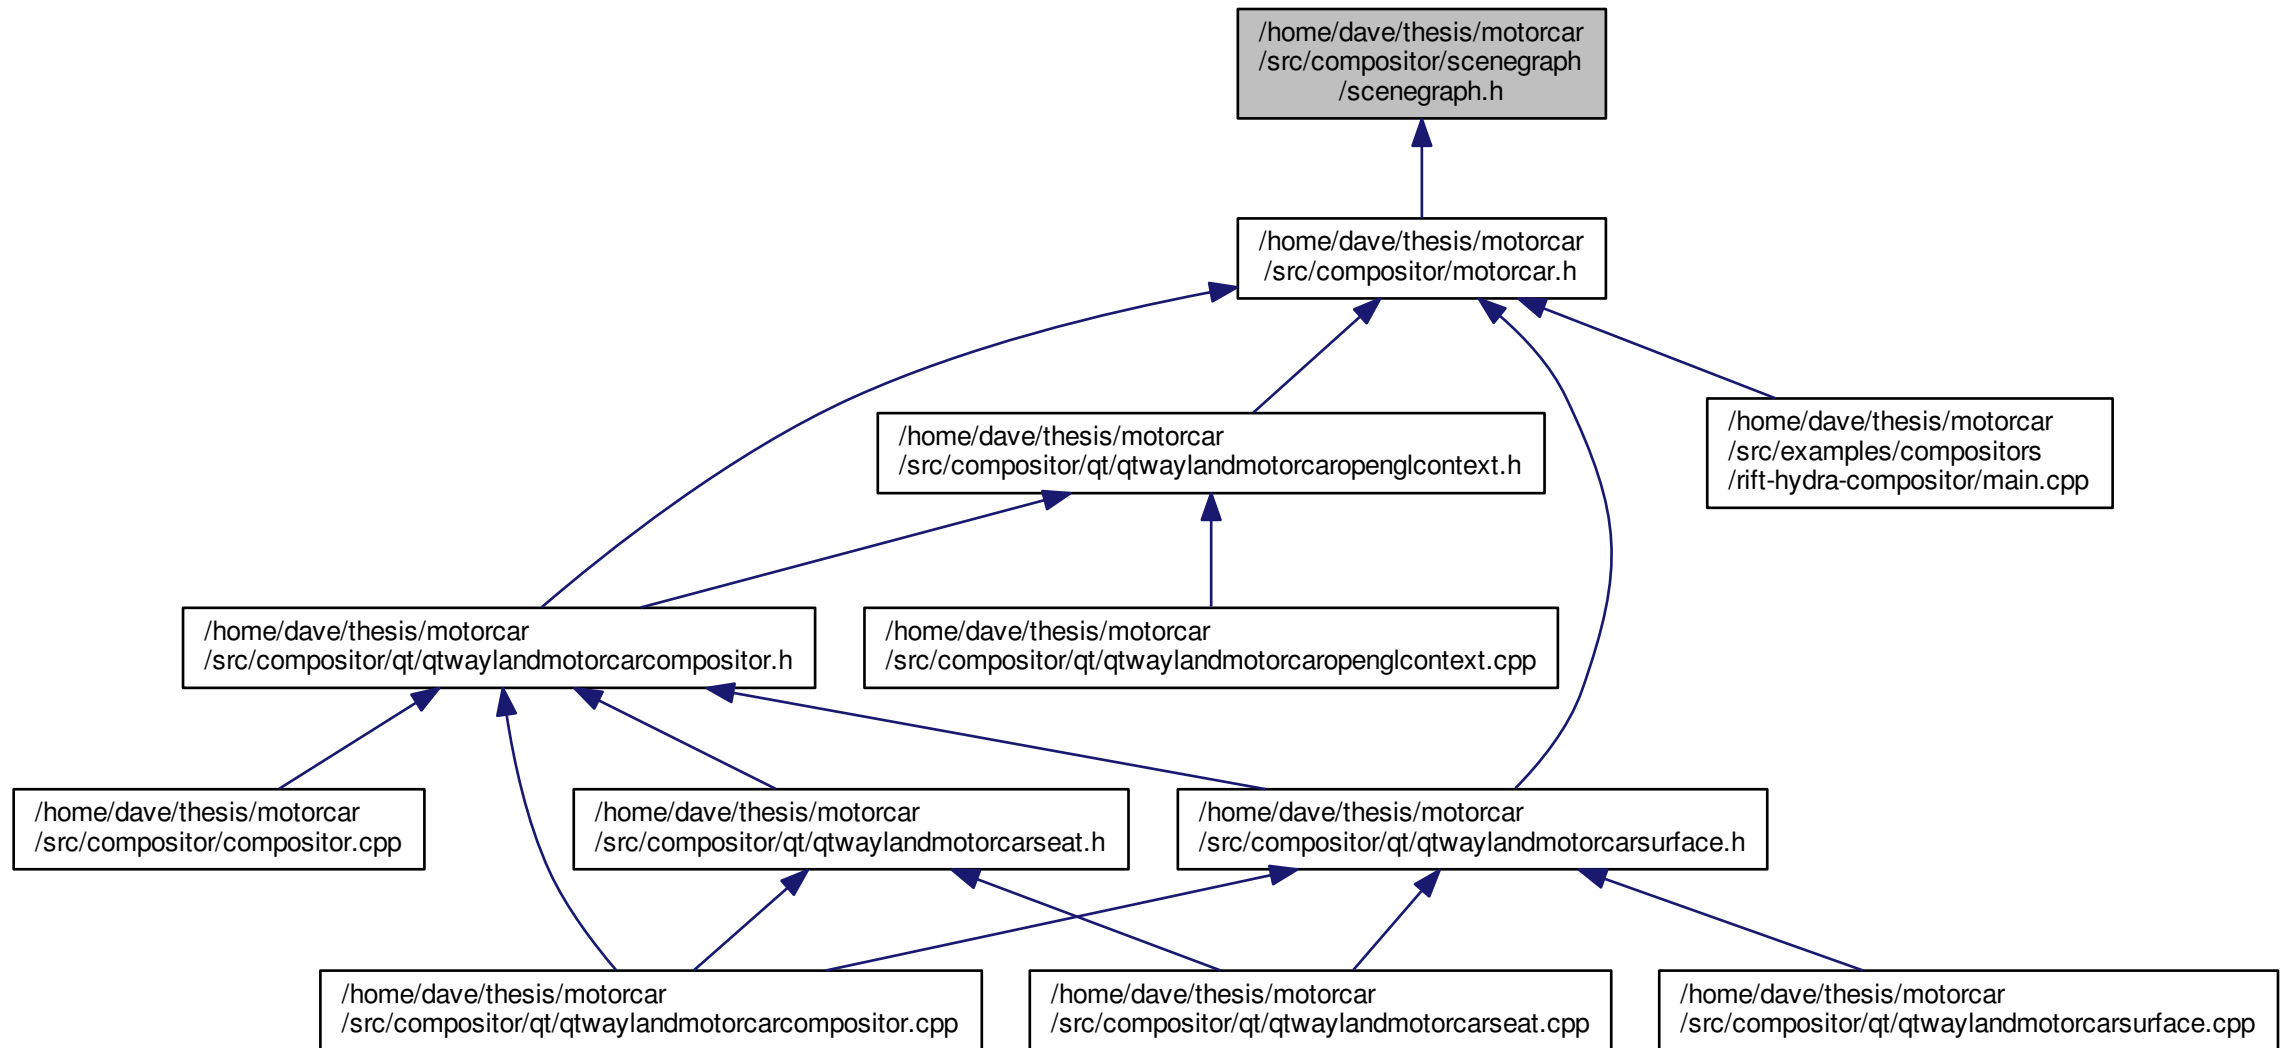 /home/dave/thesis/motorcar
/src/compositor/scenegraph
/scenegraph.h
/home/dave/thesis/motorcar
/src/compositor/motorcar.h
/home/dave/thesis/motorcar
/src/compositor/qt/qtwaylandmotorcaropenglcontext.h
/home/dave/thesis/motorcar
/src/examples/compositors
/rift-hydra-compositor/main.cpp
/home/dave/thesis/motorcar
/src/compositor/qt/qtwaylandmotorcarcompositor.h
/home/dave/thesis/motorcar
/src/compositor/qt/qtwaylandmotorcaropenglcontext.cpp
/home/dave/thesis/motorcar
/src/compositor/compositor.cpp
/home/dave/thesis/motorcar
/src/compositor/qt/qtwaylandmotorcarseat.h
/home/dave/thesis/motorcar
/src/compositor/qt/qtwaylandmotorcarsurface.h
/home/dave/thesis/motorcar
/src/compositor/qt/qtwaylandmotorcarcompositor.cpp
/home/dave/thesis/motorcar
/src/compositor/qt/qtwaylandmotorcarseat.cpp
/home/dave/thesis/motorcar
/src/compositor/qt/qtwaylandmotorcarsurface.cpp